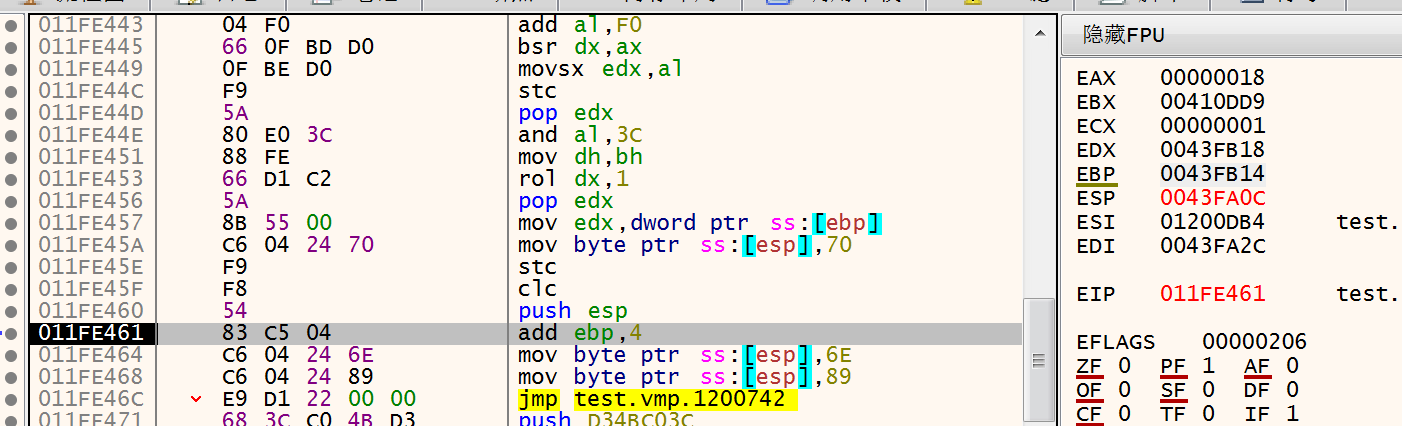 011FE443 04 F0 add al,F0
011FE445 66 0F BD D0 bsr dx,ax
011FE449 0F BE D0 movsx edx,al
011FE44C F9 stc
011FE44D 5A pop edx
011FE44E 80 E0 3C and al,3C
011FE451 88 FE mov dh,bh
011FE453 66 D1 C2 rol dx,1
011FE456 5A pop edx
011FE457 8B 55 00 mov edx,dword ptr ss:[ebp]
011FE45A C6 04 24 70 mov byte ptr ss:[esp],70
011FE45E F9 stc
011FE45F F8 clc
011FE460 54 push esp
011FE461 83 C5 04 add ebp,4
011FE464 C6 04 24 6E mov byte ptr ss:[esp],6E
011FE468 C6 04 24 89 mov byte ptr ss:[esp],89
011FE46C E9 D1 22 00 00 jmp test.vmp.1200742
011FE471 68 3C C0 4B D3 push D34BC03C
隐藏FPU
EAX 00000018
EBX 00410DD9
ECX 00000001
EDX 0043FB18
EBP 0043FB14
ESP 0043FA0C
ESI 01200DB4 test.
EDI 0043FA2C
EIP 011FE461 test.
EFLAGS 00000206
ZF 0 PF 1 AF 0
OF 0 SF 0 DF 0
CF 0 TF 0 IF 1